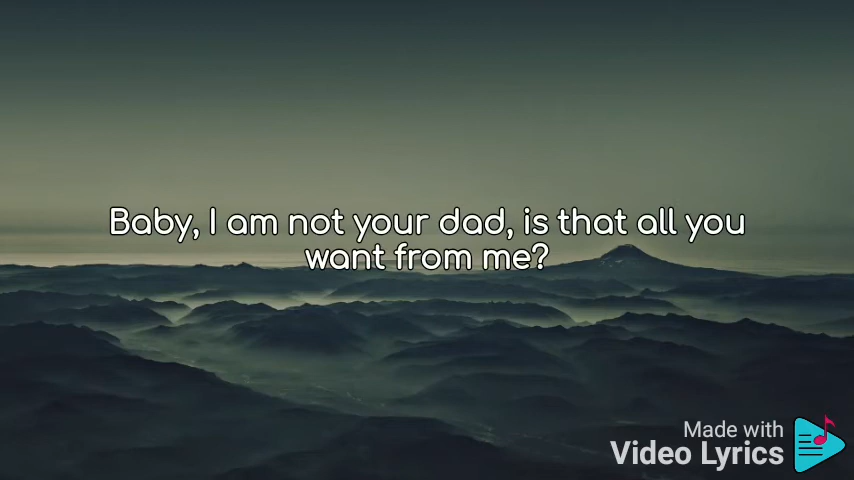 Baby, I am not your dad, is that all you
want from me?
Made with
Video Lyrics